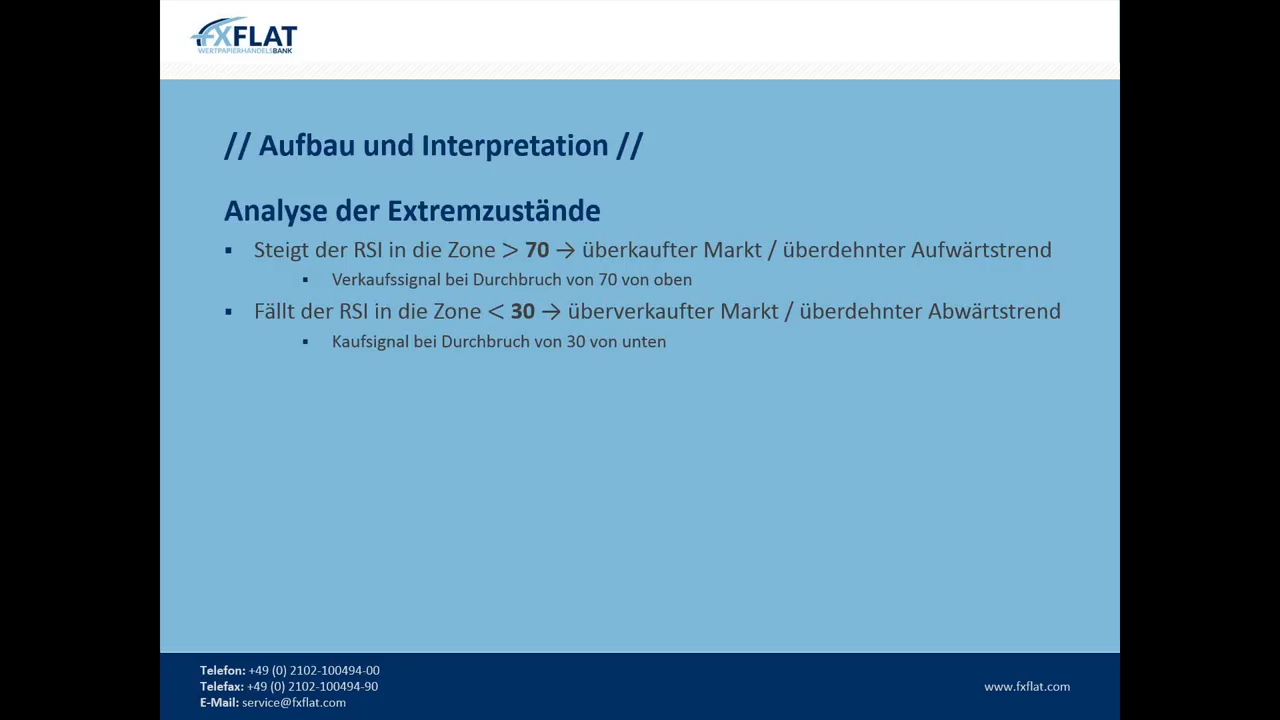 FXFLAT
WERTPAPIERHANDELSBANK
// Aufbau und Interpretation //
Analyse der Extremzustände
▪ Steigt der RSI in die Zone > 70 → überkaufter Markt / überdehnter Aufwärtstrend
▪ Verkaufssignal bei Durchbruch von 70 von oben
▪ Fällt der RSI in die Zone < 30 → überverkaufter Markt / überdehnter Abwärtstrend
▪ Kaufsignal bei Durchbruch von 30 von unten
Telefon: +49 (0) 2102-100494-00
Telefax: +49 (0) 2102-100494-90
E-Mail: service@fxflat.com
www.fxflat.com